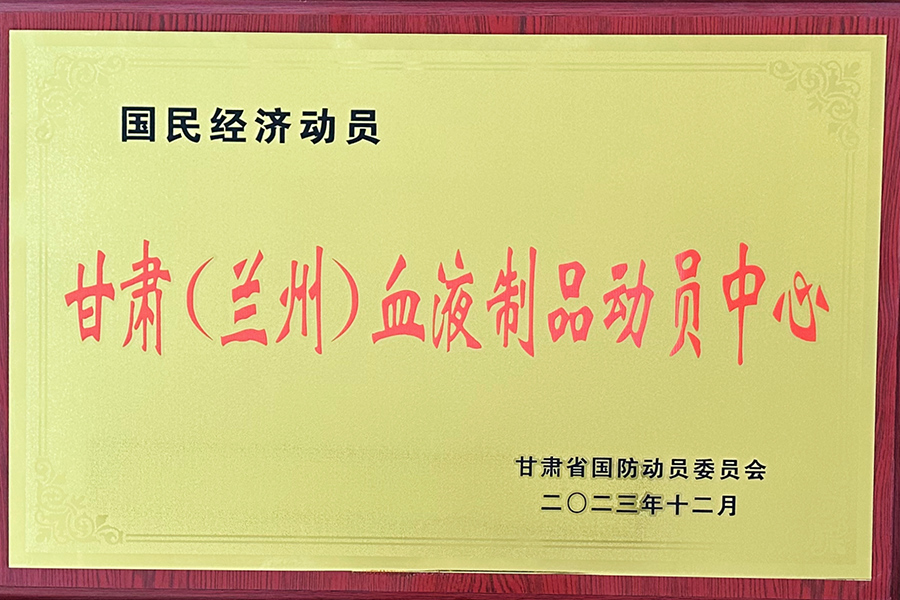 国民经济动员
甘肃（兰州）血液制品动员中心
甘肃省国防动员委员会
二〇二三年十二月